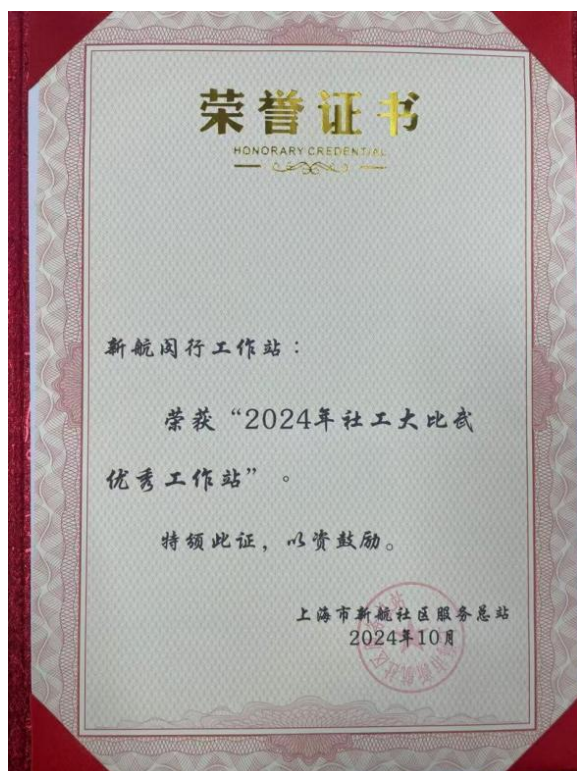 荣誉证书
HONORARY CREDENTIAL
新航闵行工作站：
荣获“2024年社工大比武
优秀工作站”。
特颁此证，以资鼓励。
上海市新航社区服务总站
2024年10月